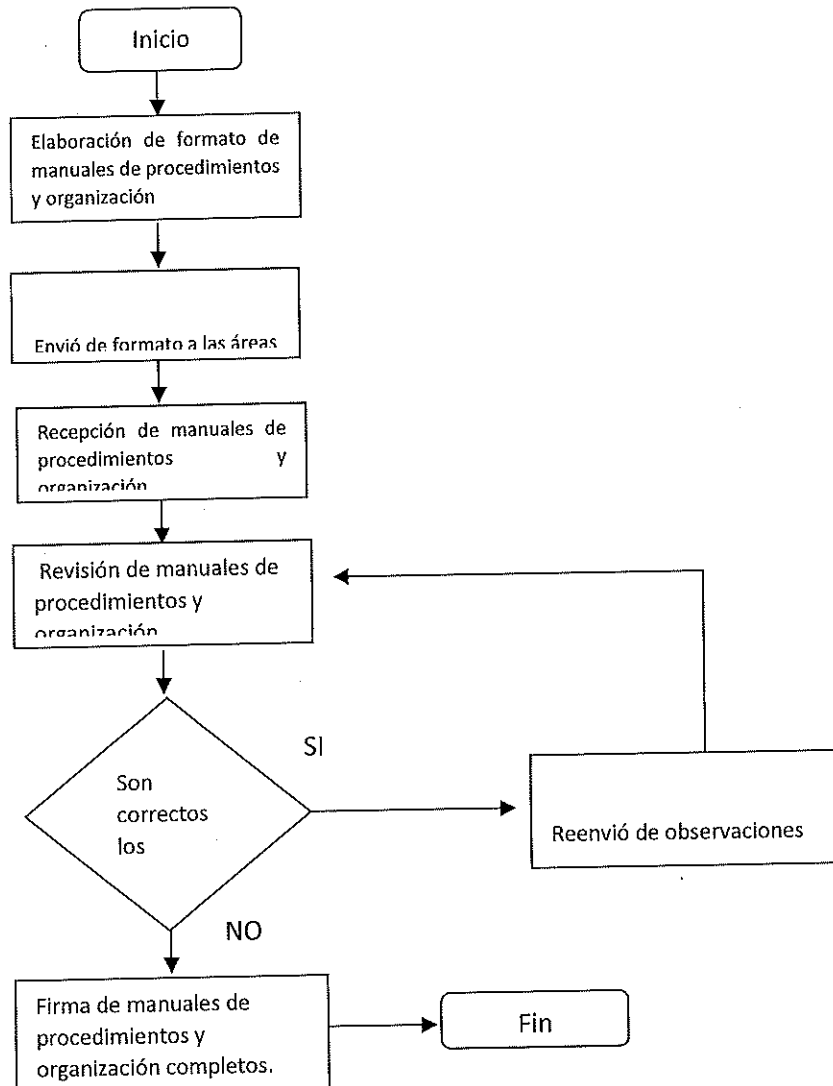 Inicio
Elaboración de formato de
manuales de procedimientos
y organización
Envió de formato a las áreas
Recepción de manuales de
procedimientos y
organización
Revisión de manuales de
procedimientos y
organización
SI
Son
correctos
los
Reenvió de observaciones
NO
Firma de manuales de
procedimientos y
organización completos.
Fin